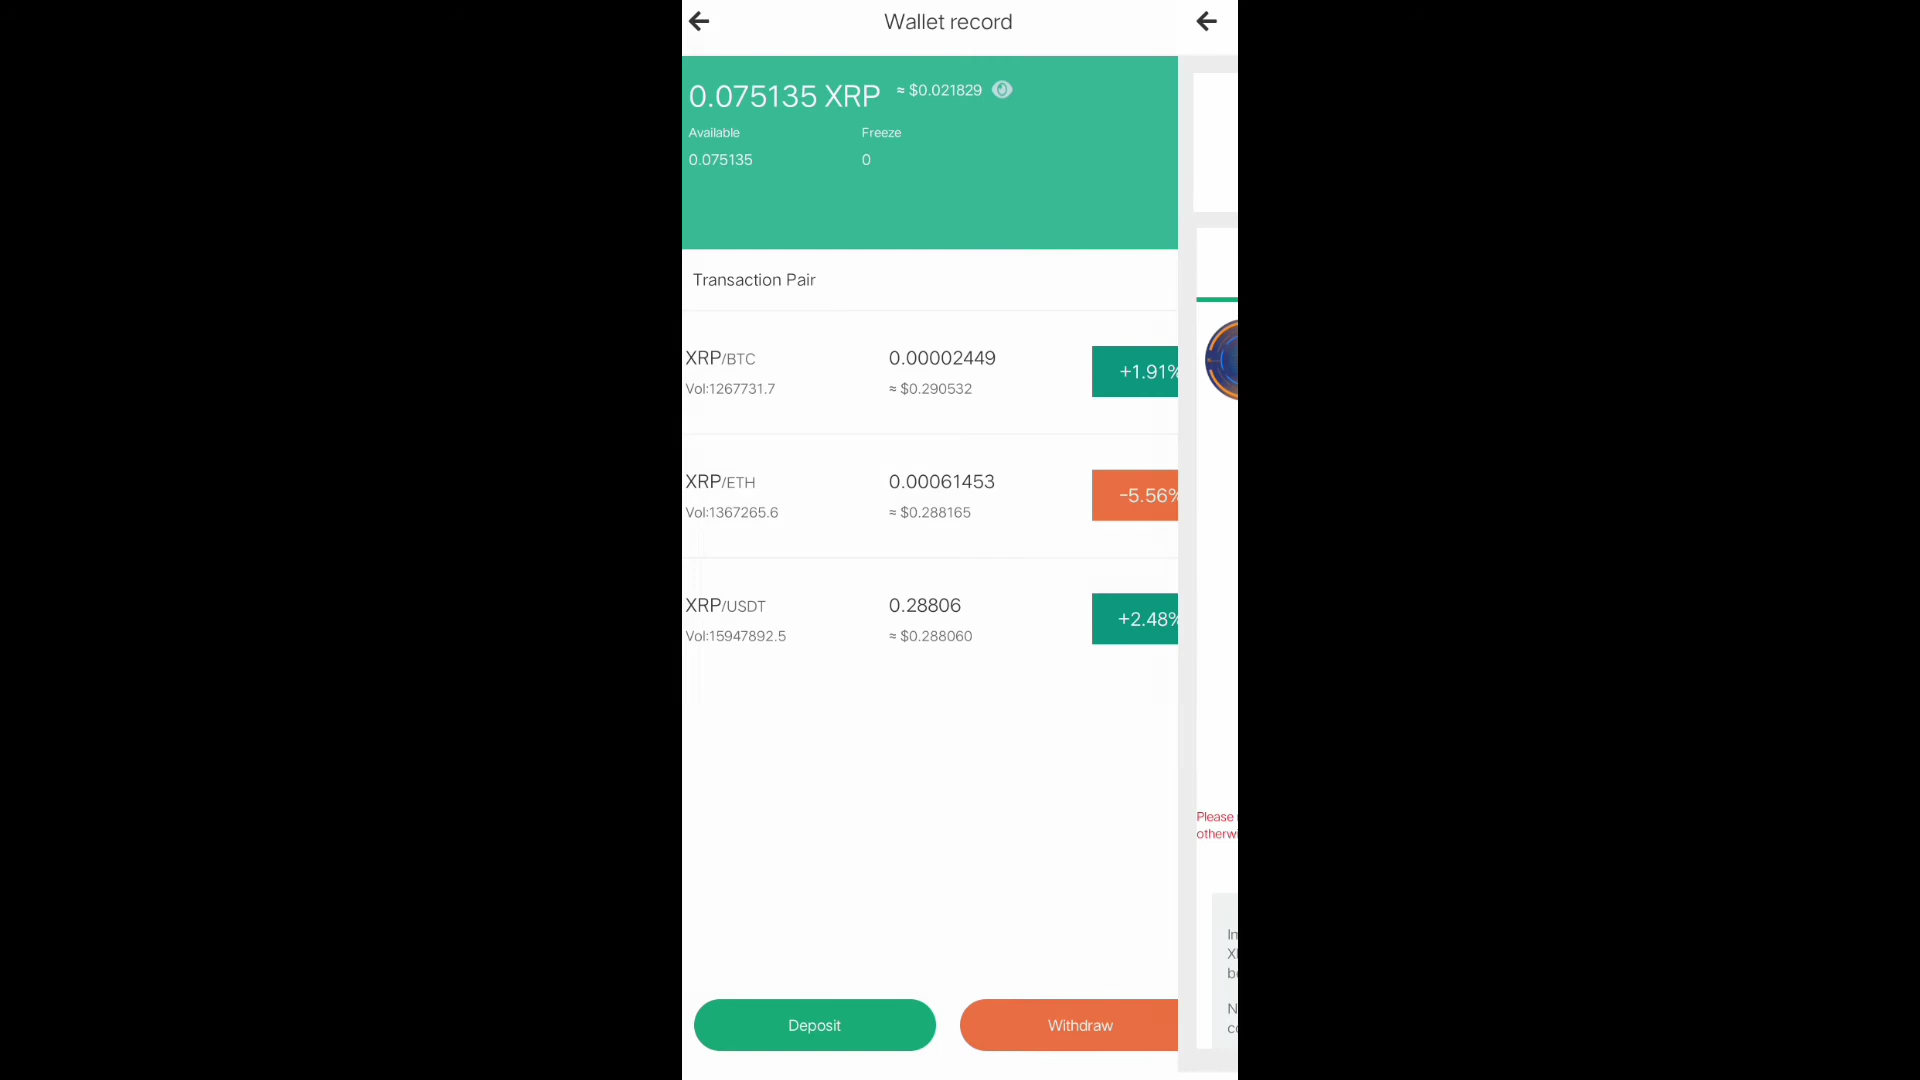 Wallet record
0.075135 XRP ≈ $0.021829
Available Freeze
0.075135 0
Transaction Pair
XRP/BTC 0.00002449 +1.91%
Vol:1267731.7 ≈ $0.290532
XRP/ETH 0.00061453 -5.56%
Vol:1367265.6 ≈ $0.288165
XRP/USDT 0.28806 +2.48%
Vol:15947892.5 ≈ $0.288060
Deposit Withdraw
Please